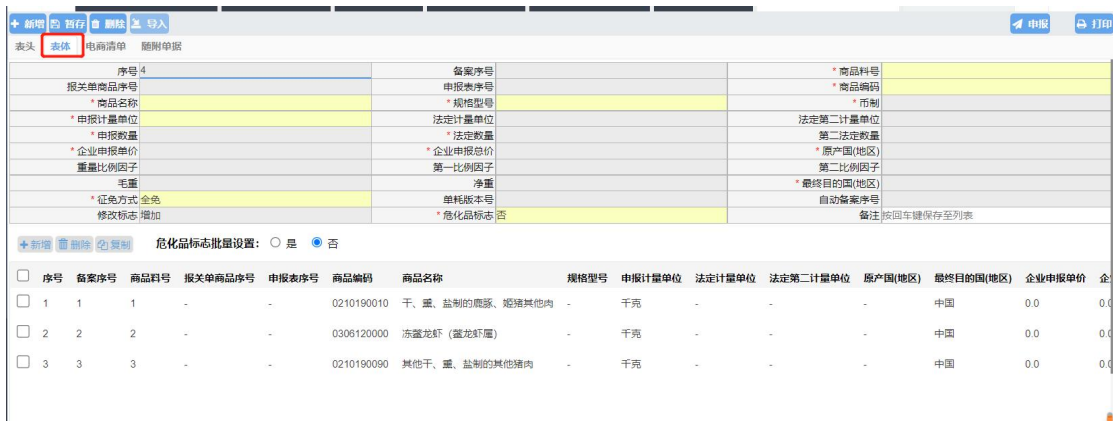 新增 暂存 删除 导入 申报 打印
表头 表体 电商清单 随附单据
序号 4 备案序号 * 商品料号
报关单商品序号 申报表序号 * 商品编码
* 商品名称 * 规格型号 * 币制
* 申报计量单位 法定计量单位 法定第二计量单位
* 申报数量 * 法定数量 第二法定数量
* 企业申报单价 * 企业申报总价 * 原产国(地区)
重量比例因子 第一比例因子 第二比例因子
毛重 净重 * 最终目的国(地区)
* 征免方式 全免 单耗版本号 自动备案序号
修改标志 增加 * 危化品标志 否 备注 按回车键保存至列表
新增 删除 复制 危化品标志批量设置: 是 否
序号 备案序号 商品料号 报关单商品序号 申报表序号 商品编码 商品名称 规格型号 申报计量单位 法定计量单位 法定第二计量单位 原产国(地区) 最终目的国(地区) 企业申报单价 企
1 1 1 - - 0210190010 干、熏、盐制的鹿豚、姬猪其他肉 - 千克 - - - 中国 0.0 0.0
2 2 2 - - 0306120000 冻螯龙虾（螯龙虾属） - 千克 - - - 中国 0.0 0.0
3 3 3 - - 0210190090 其他干、熏、盐制的其他猪肉 - 千克 - - - 中国 0.0 0.0